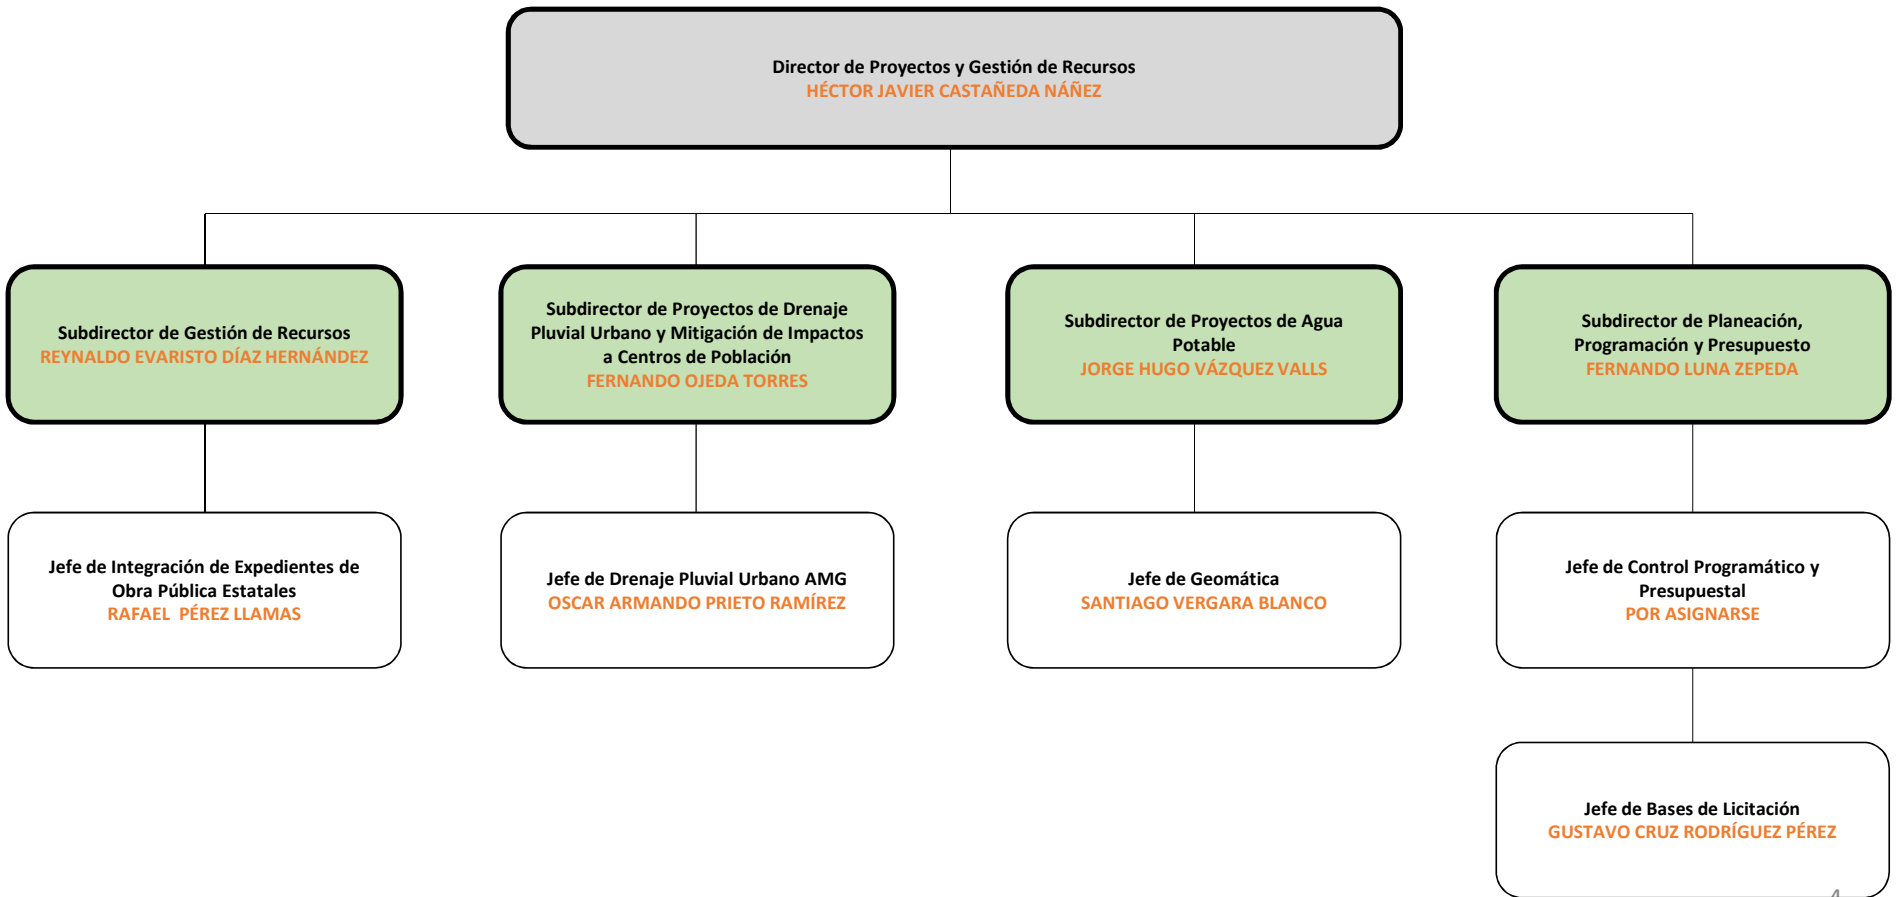 Director de Proyectos y Gestión de Recursos
HÉCTOR JAVIER CASTAÑEDA NÁÑEZ
Subdirector de Gestión de Recursos
REYNALDO EVARISTO DÍAZ HERNÁNDEZ
Subdirector de Proyectos de Drenaje
Pluvial Urbano y Mitigación de Impactos
a Centros de Población
FERNANDO OJEDA TORRES
Subdirector de Proyectos de Agua
Potable
JORGE HUGO VÁZQUEZ VALLS
Subdirector de Planeación,
Programación y Presupuesto
FERNANDO LUNA ZEPEDA
Jefe de Integración de Expedientes de
Obra Pública Estatales
RAFAEL  PÉREZ LLAMAS
Jefe de Drenaje Pluvial Urbano AMG
OSCAR ARMANDO PRIETO RAMÍREZ
Jefe de Geomática
SANTIAGO VERGARA BLANCO
Jefe de Control Programático y
Presupuestal
POR ASIGNARSE
Jefe de Bases de Licitación
GUSTAVO CRUZ RODRÍGUEZ PÉREZ
4